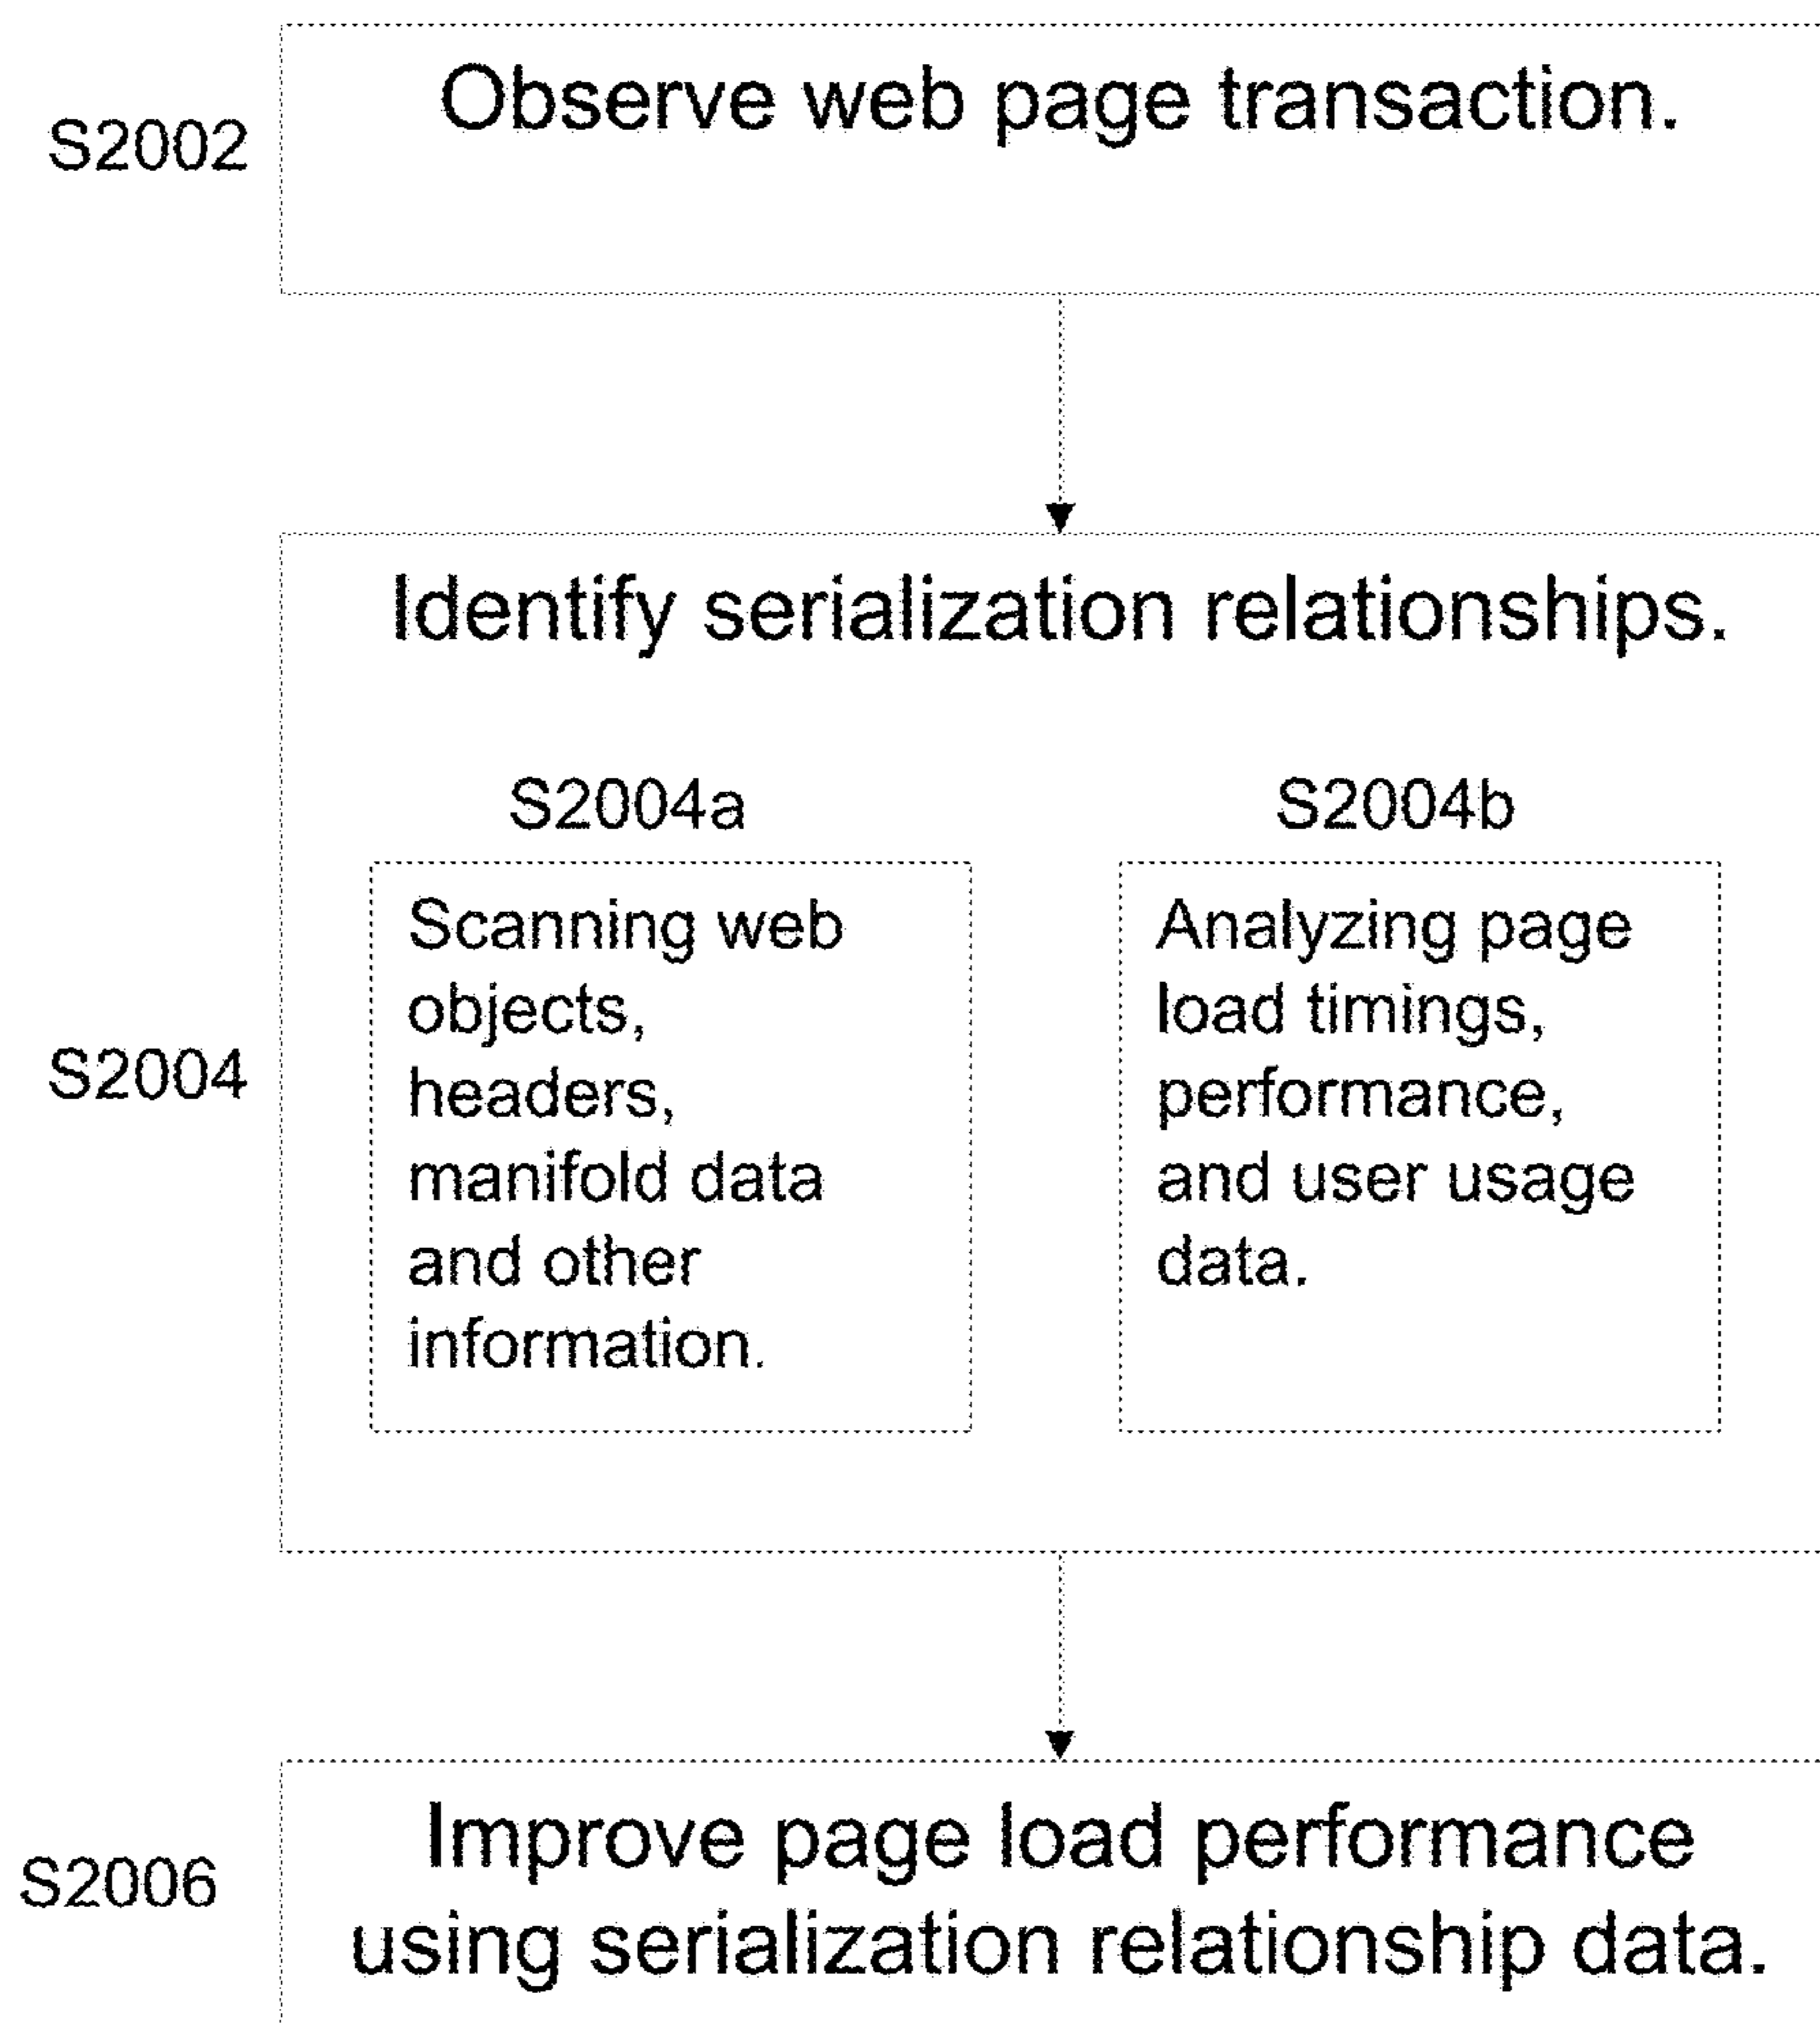 S2002
Observe web page transaction.
Identify serialization relationships.
S2004
S2004a
Scanning web
objects,
headers,
manifold data
and other
information.
S2004b
Analyzing page
load timings,
performance,
and user usage
data.
S2006
Improve page load performance
using serialization relationship data.